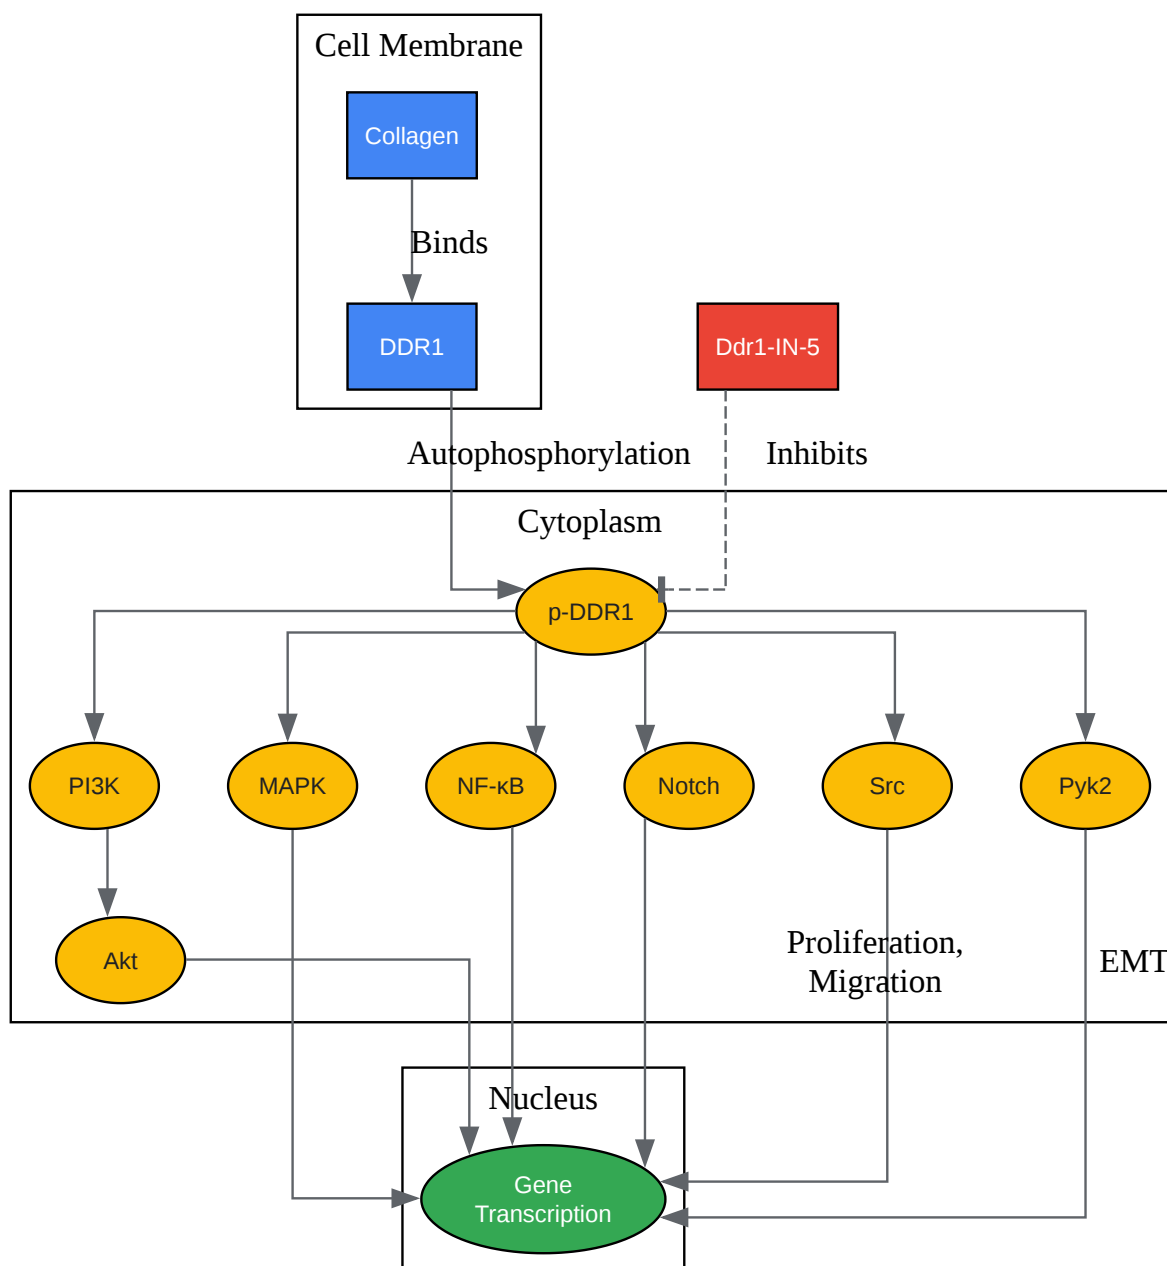 Cell Membrane
Collagen
Binds
DDR1
Ddr1-IN-5
Autophosphorylation
Inhibits
Cytoplasm
p-DDR1
PI3K
MAPK
NF-κB
Notch
Src
Pyk2
Proliferation,
Migration
EMT
Akt
Nucleus
Gene
Transcription